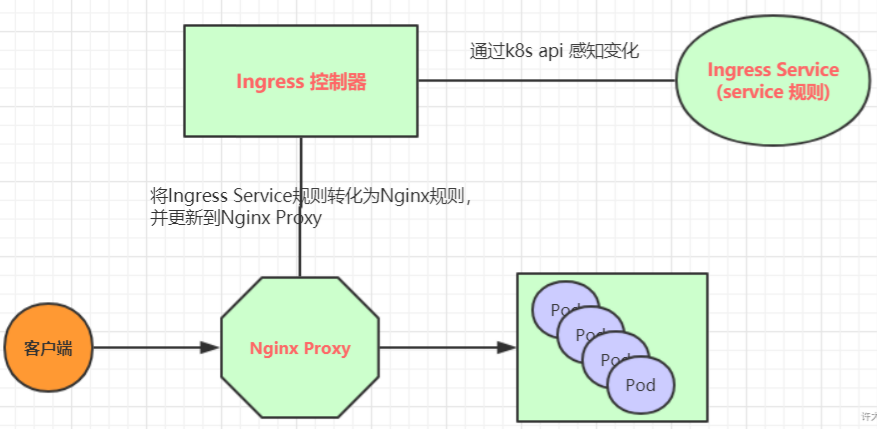 通过k8s api 感知变化
Ingress 控制器
Ingress Service
(service 规则)
将Ingress Service规则转化为Nginx规则，
并更新到Nginx Proxy
客户端
Nginx Proxy
Pod
Pod
Pod
Pod